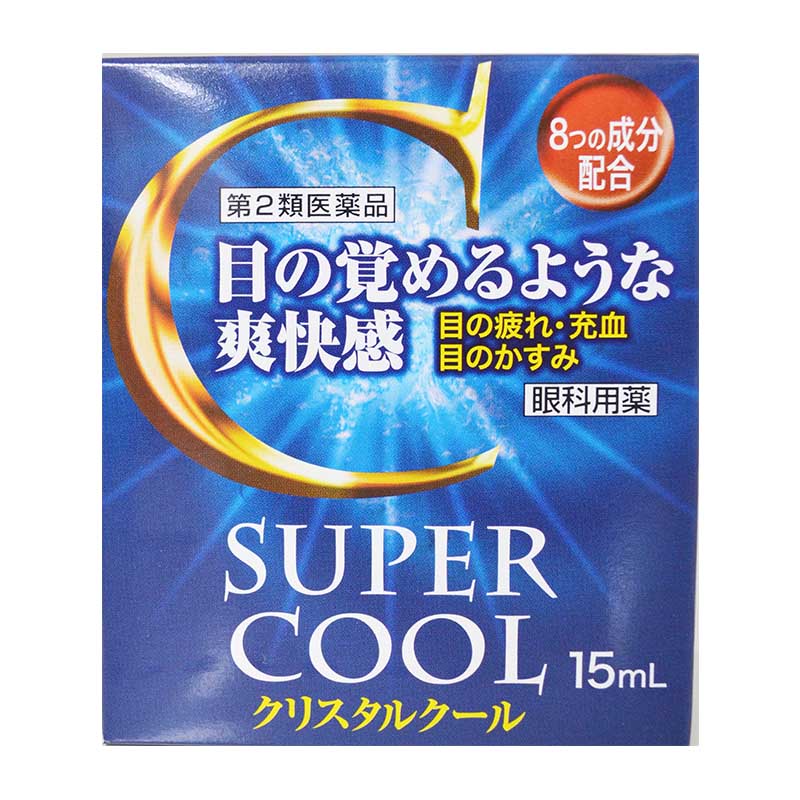 C
8つの成分
配合
第2類医薬品
目の覚めるような
爽快感
目の疲れ・充血
目のかすみ
眼科用薬
SUPER
COOL
15mL
クリスタルクール